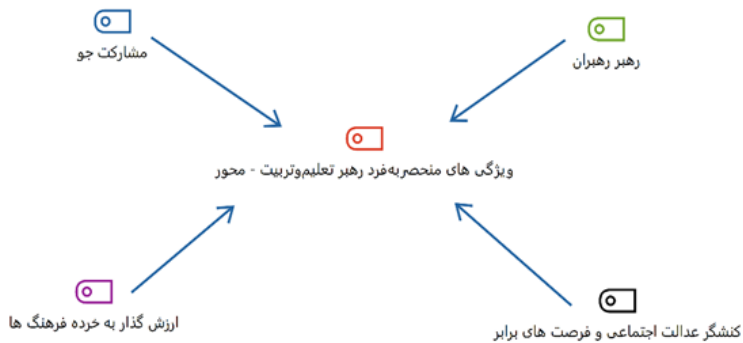 مشارکت جو
رهبر رهبران
ویژگی های منحصربه‌فرد رهبر تعلیم‌وتربیت - محور
ارزش گذار به خرده فرهنگ ها
کنشگر عدالت اجتماعی و فرصت های برابر